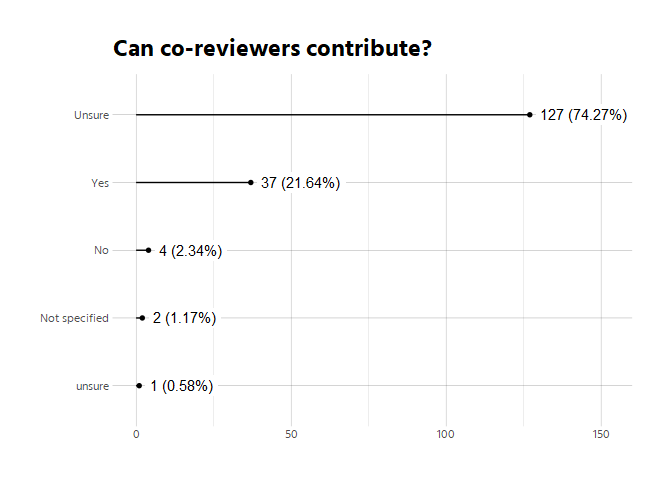 Can co-reviewers contribute?
Unsure 127 (74.27%)
Yes 37 (21.64%)
No 4 (2.34%)
Not specified 2 (1.17%)
unsure 1 (0.58%)
0 50 100 150